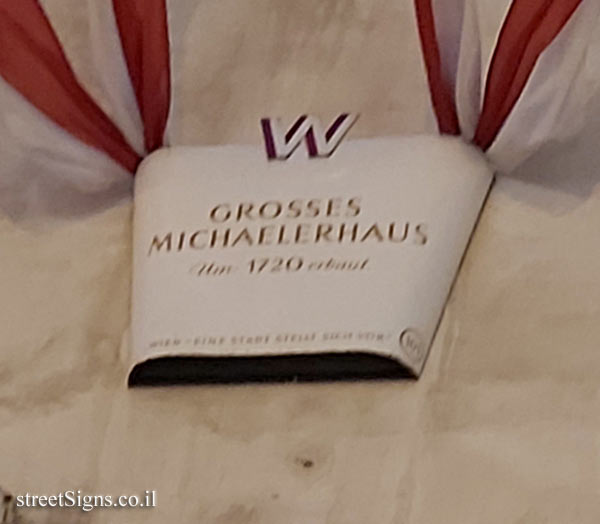 W
GROSSES
MICHAELERHAUS
Um 1720 erbaut
WIEN - EINE STADT STELLT SICH VOR
streetSigns.co.il